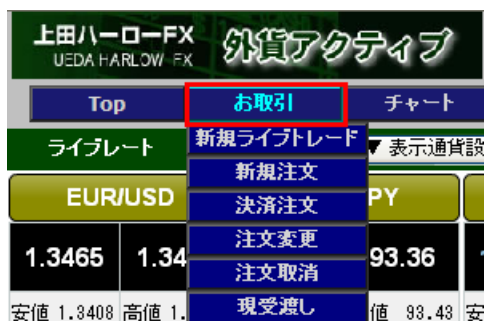 上田ハーローFX 外貨アクティブ
UEDA HARLOW FX
Top お取引 チャート
ライブレート 新規ライブトレード ▼ 表示通貨設
新規注文
EUR/USD 決済注文 PY
注文変更
1.3465 1.34 93.36
注文取消
安値 1.3408 高値 1. 現受渡し 値 93.43 安